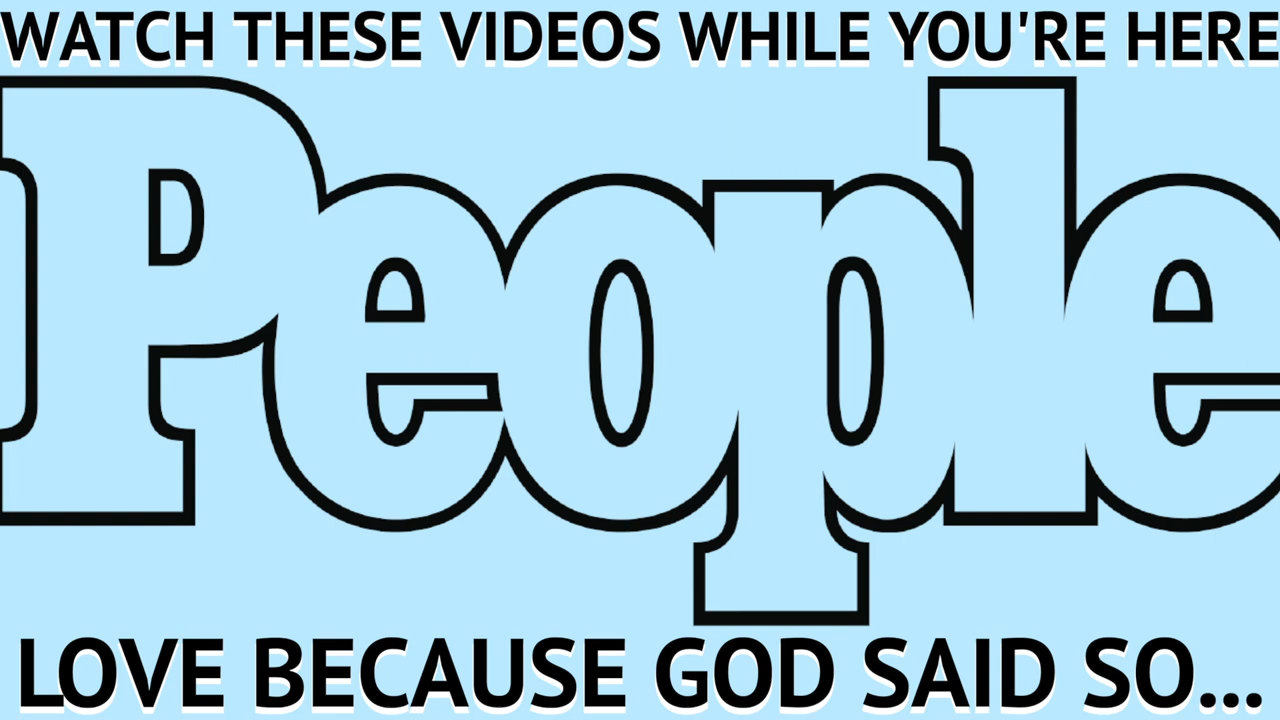 WATCH THESE VIDEOS WHILE YOU'RE HERE
People
LOVE BECAUSE GOD SAID SO...